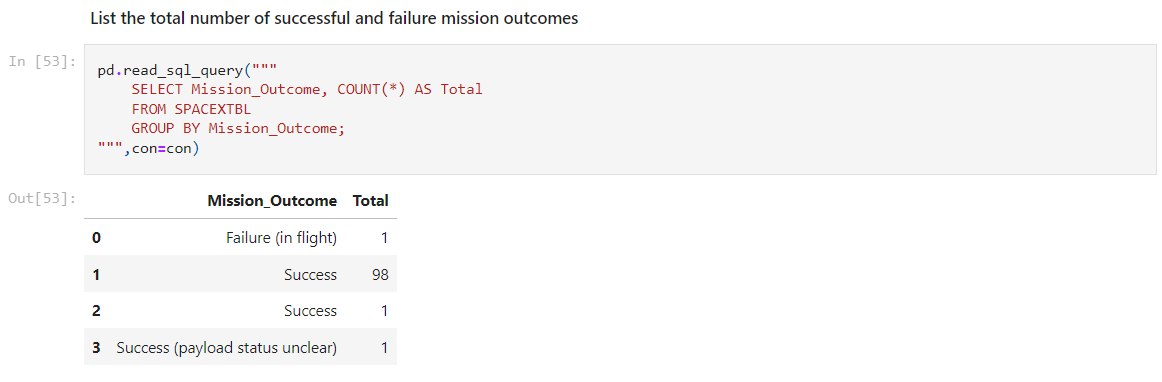 List the total number of successful and failure mission outcomes
In [53]:
pd.read_sql_query("""
SELECT Mission_Outcome, COUNT(*) AS Total
FROM SPACEXTBL
GROUP BY Mission_Outcome;
""",con=con)
Out[53]:
Mission_Outcome Total
0 Failure (in flight) 1
1 Success 98
2 Success 1
3 Success (payload status unclear) 1